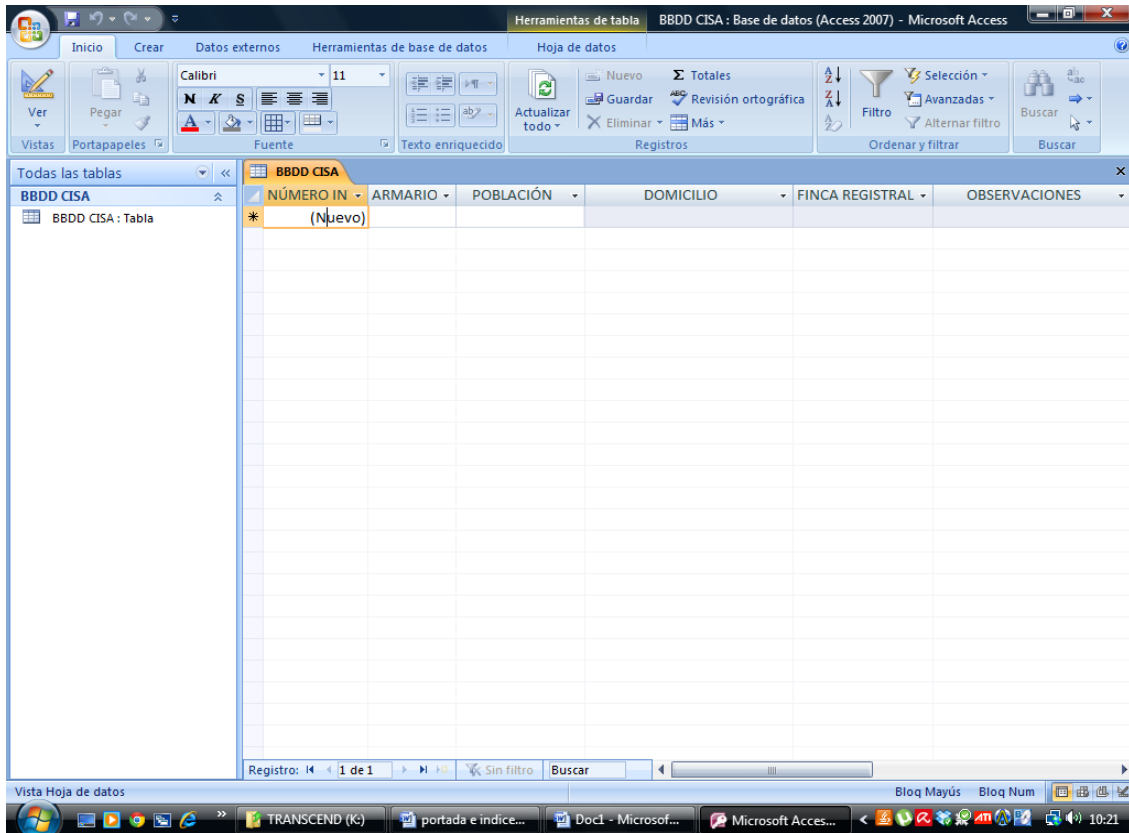 Herramientas de tabla BBDD CISA : Base de datos (Access 2007) - Microsoft Access
Inicio Crear Datos externos Herramientas de base de datos Hoja de datos
Ver
Vistas
Pegar
Portapapeles
Calibri 11
N K S
A
Fuente
ab
Texto enriquecido
Actualizar todo
Nuevo
Guardar
Eliminar
Σ Totales
ABC Revisión ortográfica
Más
Registros
A Z
Z A
Filtro
Selección
Avanzadas
Alternar filtro
Ordenar y filtrar
Buscar
Buscar
Todas las tablas «
BBDD CISA
BBDD CISA : Tabla
BBDD CISA
NÚMERO IN ARMARIO POBLACIÓN DOMICILIO FINCA REGISTRAL OBSERVACIONES
* (Nuevo)
Registro: 1 de 1 Sin filtro Buscar
Vista Hoja de datos Bloq Mayús Bloq Num
» TRANSCEND (K:) portada e indice... Doc1 - Microsof... Microsoft Acces... < ATI 10:21